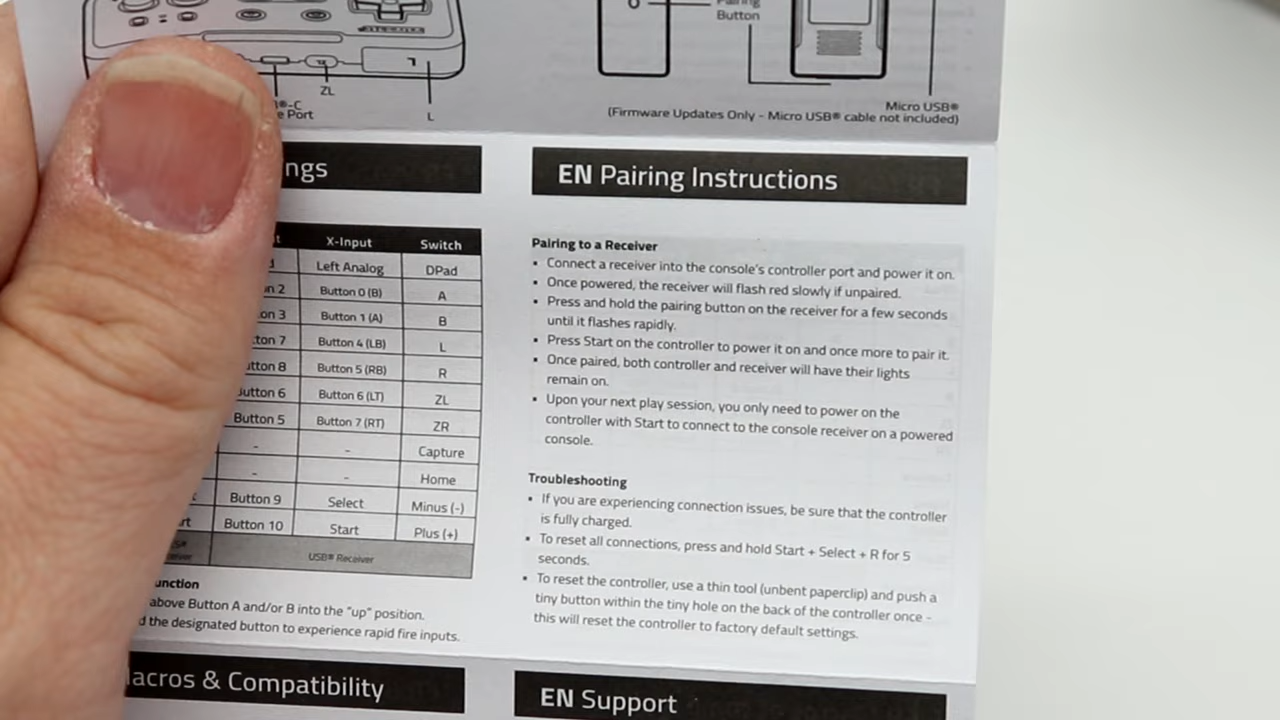 Pairing
Button
ZL
-C
Port
L
Micro USB®
(Firmware Updates Only - Micro USB® cable not included)
ngs
EN Pairing Instructions
X-Input Switch
Left Analog DPad
2 Button 0 (B) A
3 Button 1 (A) B
7 Button 4 (LB) L
8 Button 5 (RB) R
6 Button 6 (LT) ZL
Button 5 Button 7 (RT) ZR
- - Capture
- - Home
Button 9 Select Minus (-)
Button 10 Start Plus (+)
USB® Receiver
above Button A and/or B into the "up" position.
the designated button to experience rapid fire inputs.
Pairing to a Receiver
• Connect a receiver into the console's controller port and power it on.
• Once powered, the receiver will flash red slowly if unpaired.
• Press and hold the pairing button on the receiver for a few seconds
until it flashes rapidly.
• Press Start on the controller to power it on and once more to pair it.
• Once paired, both controller and receiver will have their lights
remain on.
• Upon your next play session, you only need to power on the
controller with Start to connect to the console receiver on a powered
console.
Troubleshooting
• If you are experiencing connection issues, be sure that the controller
is fully charged.
• To reset all connections, press and hold Start + Select + R for 5
seconds.
• To reset the controller, use a thin tool (unbent paperclip) and push a
tiny button within the tiny hole on the back of the controller once -
this will reset the controller to factory default settings.
acros & Compatibility
EN Support